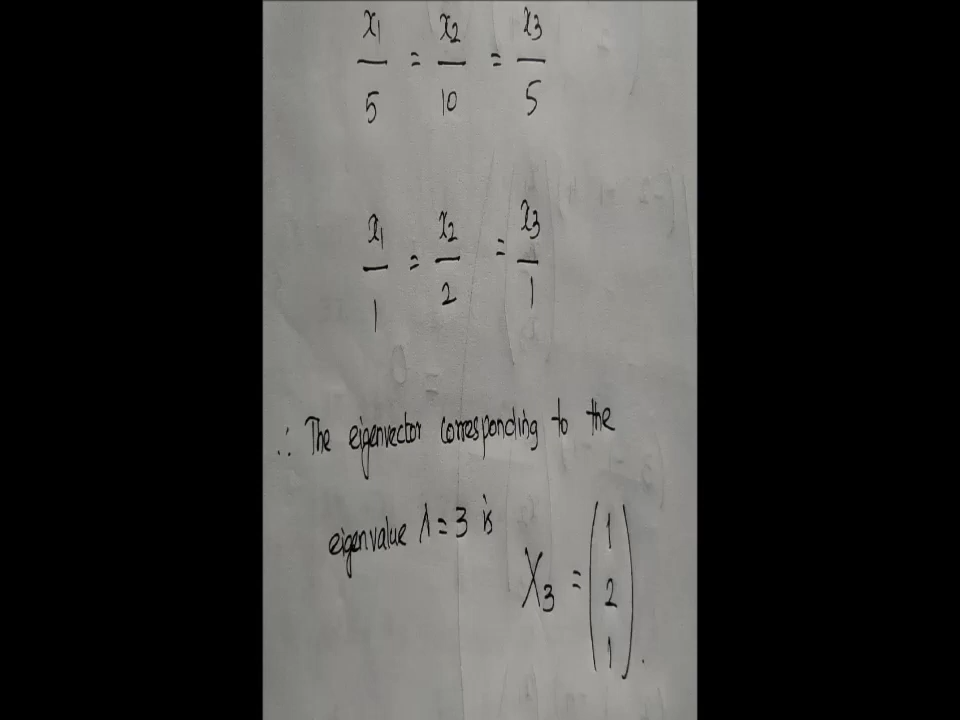 x₁/5 = x₂/10 = x₃/5
x₁/1 = x₂/2 = x₃/1
∴ The eigenvector corresponding to the
eigenvalue λ = 3 is
X₃ = (1
2
1).